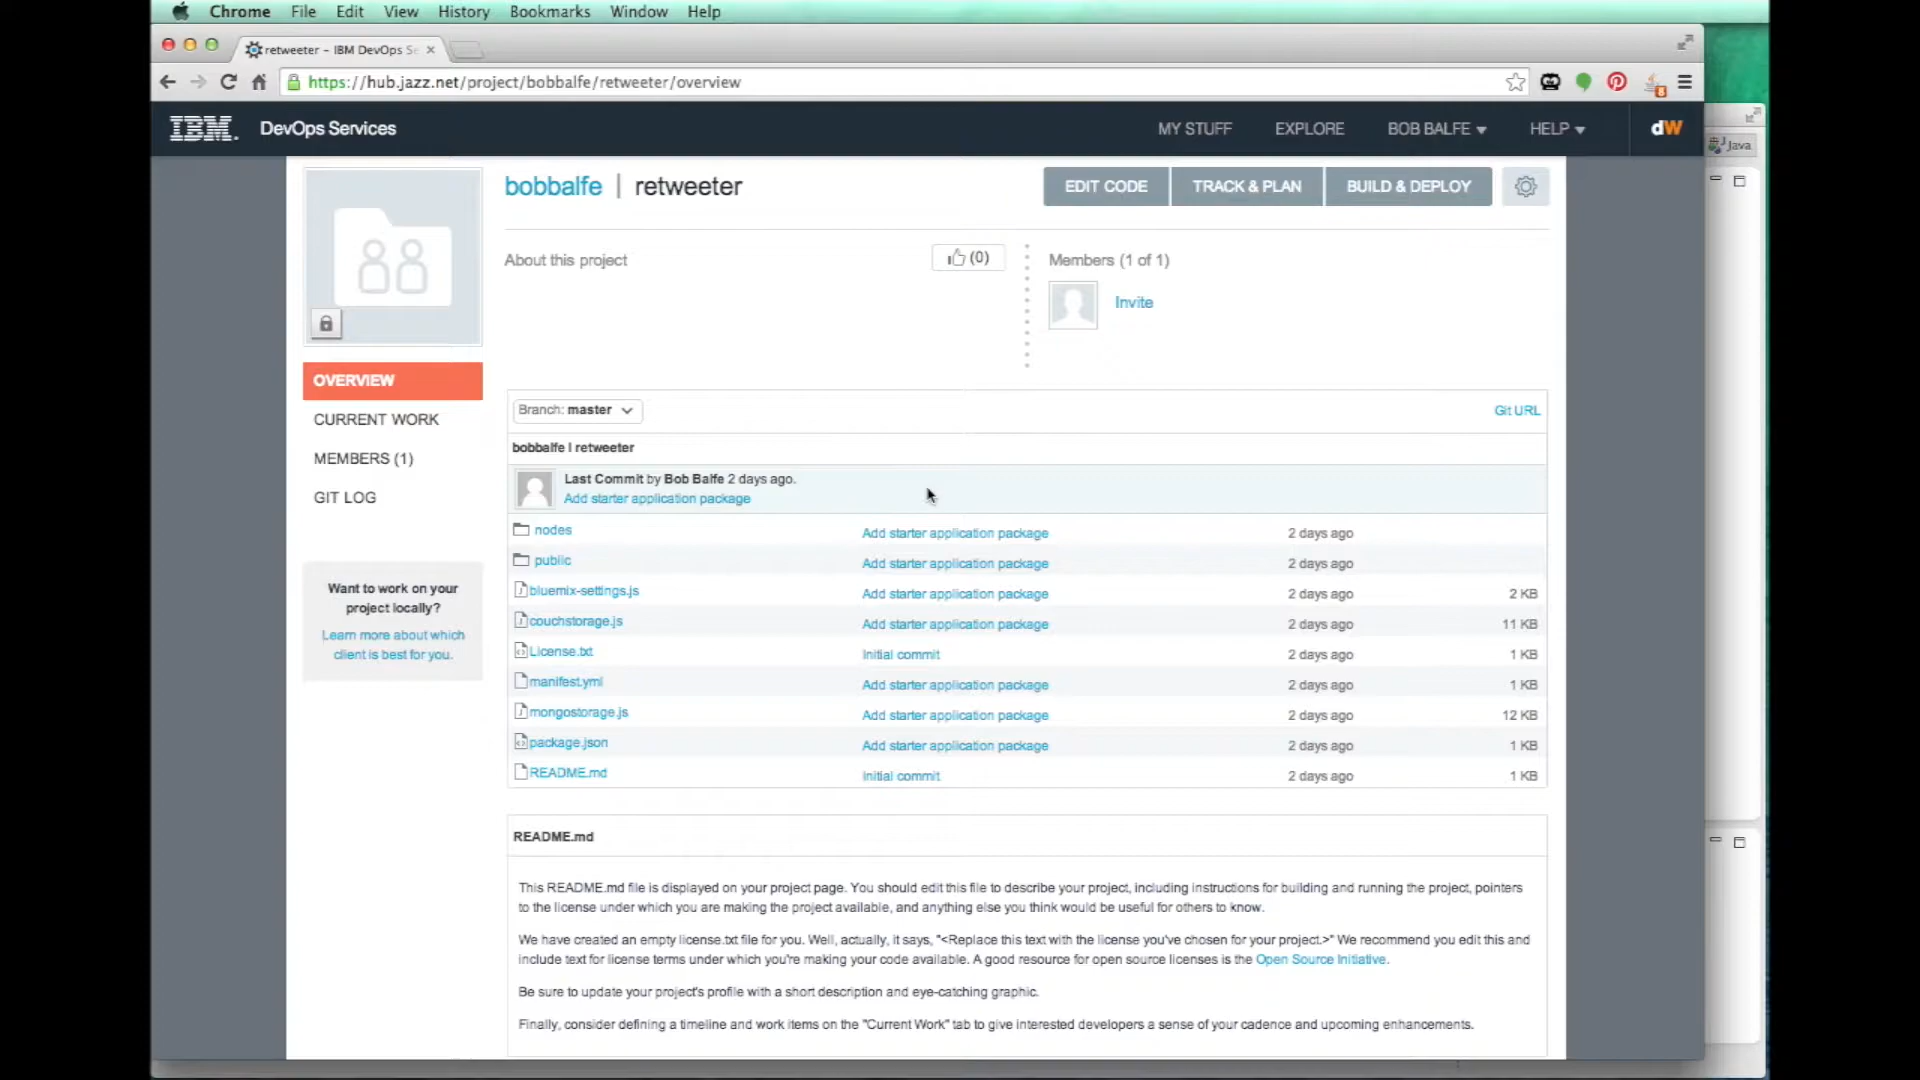 Chrome File Edit View History Bookmarks Window Help
retweeter – IBM DevOps Se
https://hub.jazz.net/project/bobbalfe/retweeter/overview
IBM. DevOps Services MY STUFF EXPLORE BOB BALFE HELP dW
Java
bobbalfe | retweeter EDIT CODE TRACK & PLAN BUILD & DEPLOY
About this project (0) Members (1 of 1)
Invite
OVERVIEW
CURRENT WORK
MEMBERS (1)
GIT LOG
Want to work on your
project locally?
Learn more about which
client is best for you.
Branch: master Git URL
bobbalfe | retweeter
Last Commit by Bob Balfe 2 days ago.
Add starter application package
nodes Add starter application package 2 days ago
public Add starter application package 2 days ago
bluemix-settings.js Add starter application package 2 days ago 2 KB
couchstorage.js Add starter application package 2 days ago 11 KB
License.txt Initial commit 2 days ago 1 KB
manifest.yml Add starter application package 2 days ago 1 KB
mongostorage.js Add starter application package 2 days ago 12 KB
package.json Add starter application package 2 days ago 1 KB
README.md Initial commit 2 days ago 1 KB
README.md
This README.md file is displayed on your project page. You should edit this file to describe your project, including instructions for building and running the project, pointers
to the license under which you are making the project available, and anything else you think would be useful for others to know.
We have created an empty license.txt file for you. Well, actually, it says, "<Replace this text with the license you've chosen for your project.>" We recommend you edit this and
include text for license terms under which you're making your code available. A good resource for open source licenses is the Open Source Initiative.
Be sure to update your project's profile with a short description and eye-catching graphic.
Finally, consider defining a timeline and work items on the "Current Work" tab to give interested developers a sense of your cadence and upcoming enhancements.